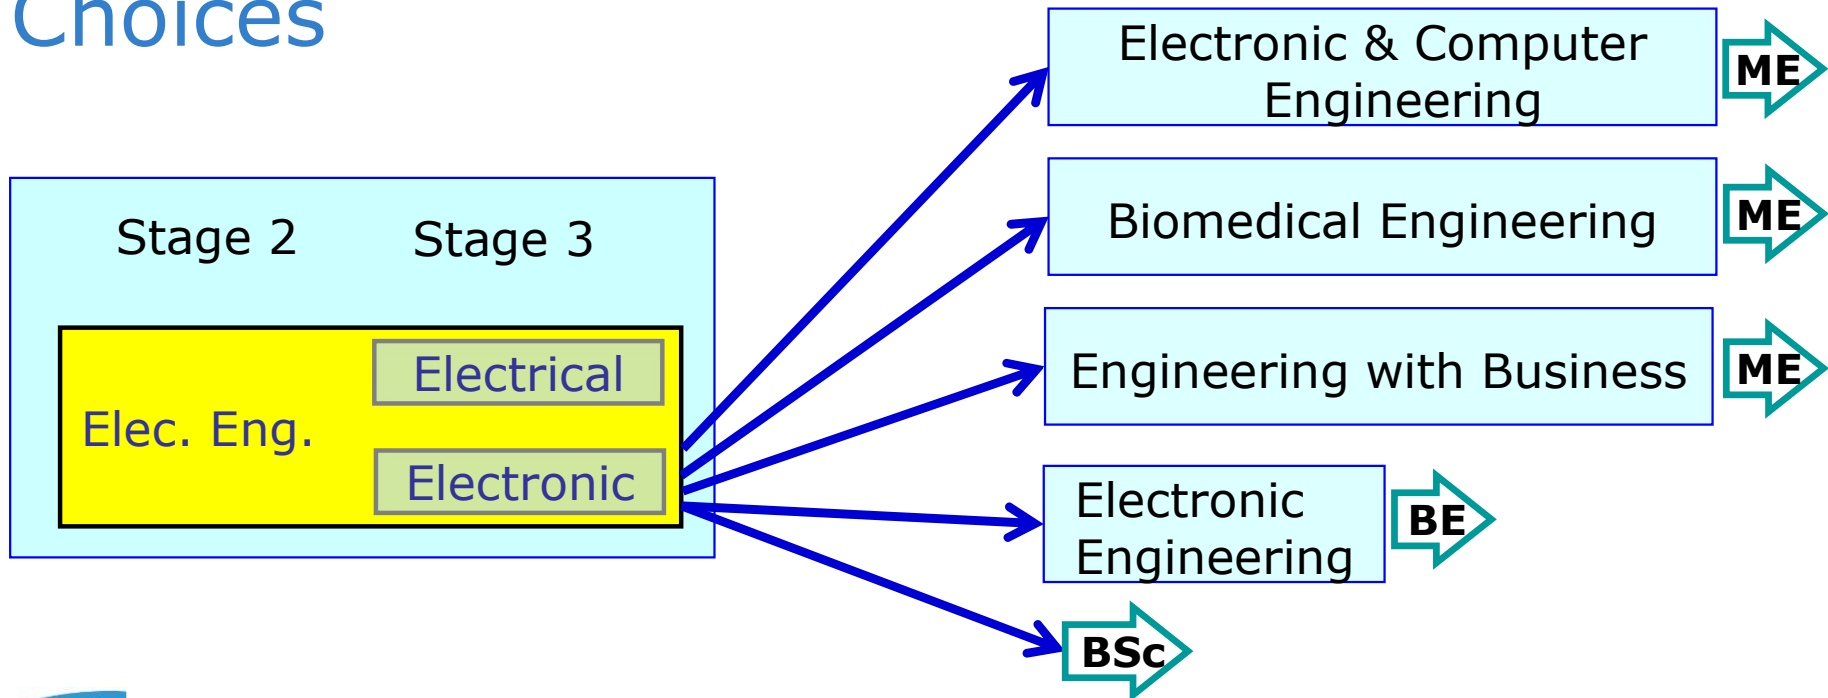 Choices
Electronic & Computer
Engineering
ME
Biomedical Engineering
ME
Stage 2
Stage 3
Electrical
Elec. Eng.
Electronic
Engineering with Business
ME
Electronic
Engineering
BE
BSc